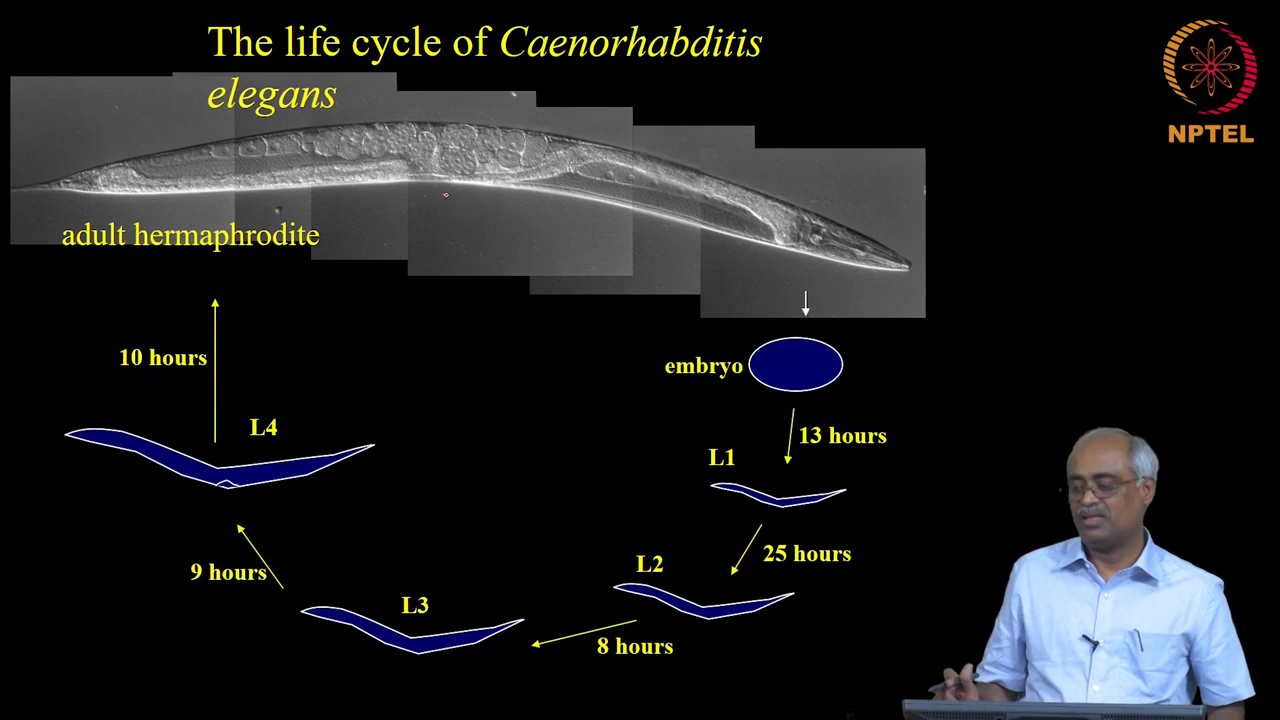 The life cycle of Caenorhabditis
elegans
NPTEL
adult hermaphrodite
10 hours
embryo
13 hours
L4
L1
25 hours
L2
9 hours
L3
8 hours